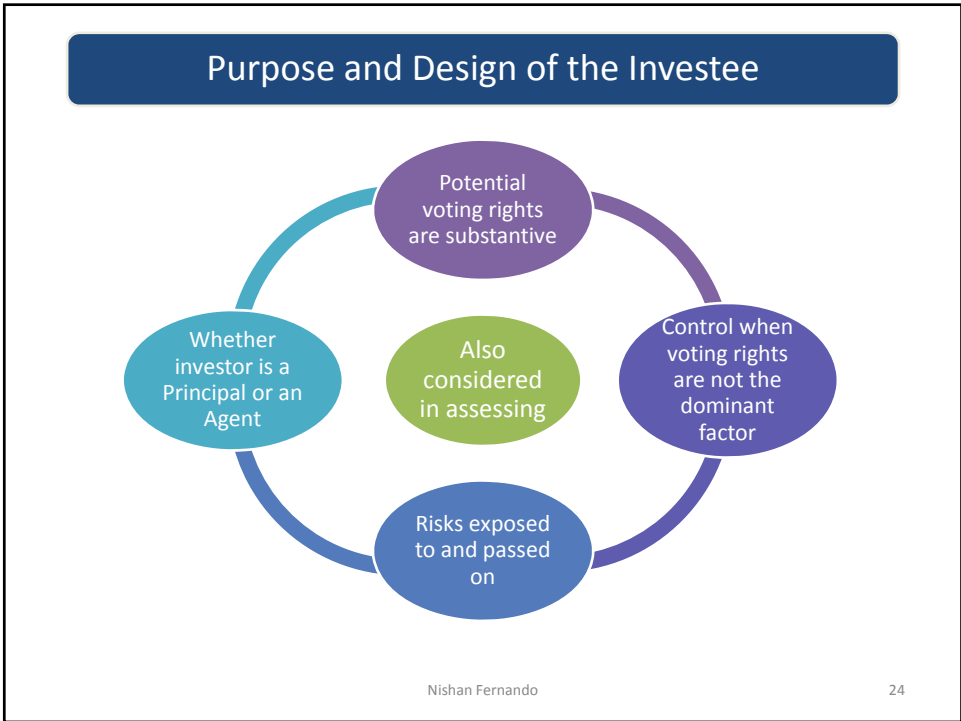 Purpose and Design of the Investee
Potential
voting rights
are substantive
Control when
voting rights
are not the
dominant
factor
Risks exposed
to and passed
on
Whether
investor is a
Principal or an
Agent
Also
considered
in assessing
Nishan Fernando
24